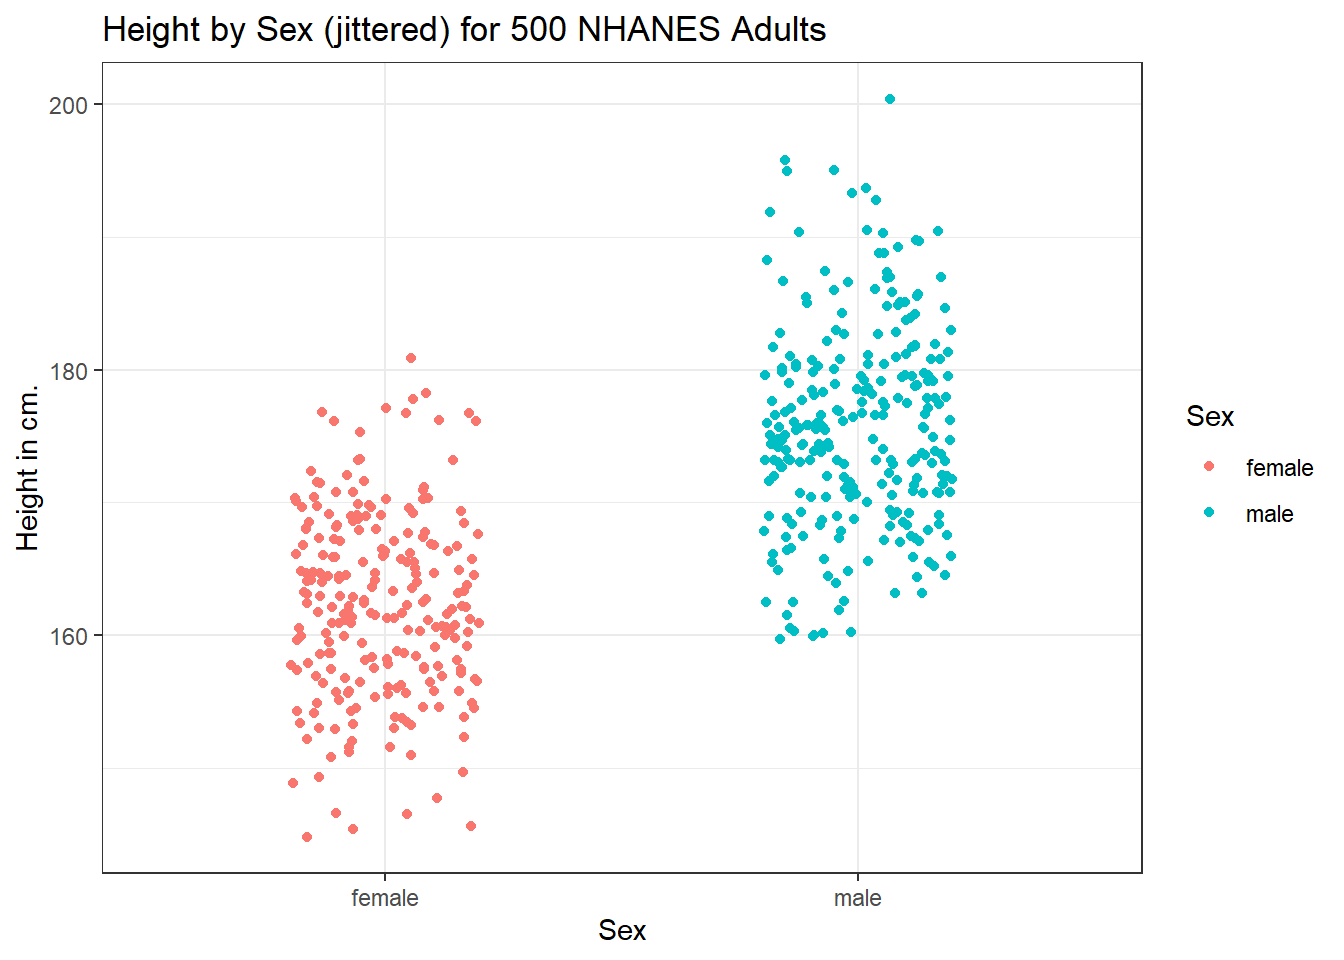 Height by Sex (jittered) for 500 NHANES Adults
200
180
160
Height in cm.
female
male
Sex
Sex
female
male